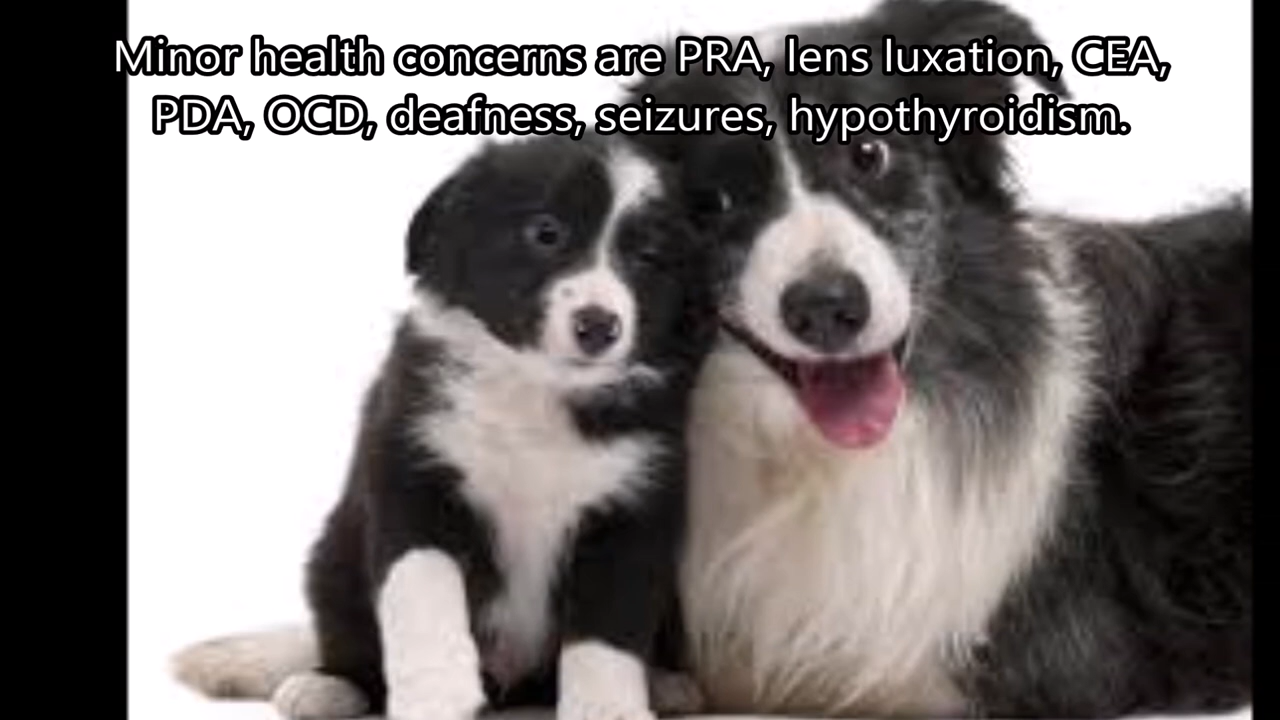 Minor health concerns are PRA, lens luxation, CEA,
PDA, OCD, deafness, seizures, hypothyroidism.